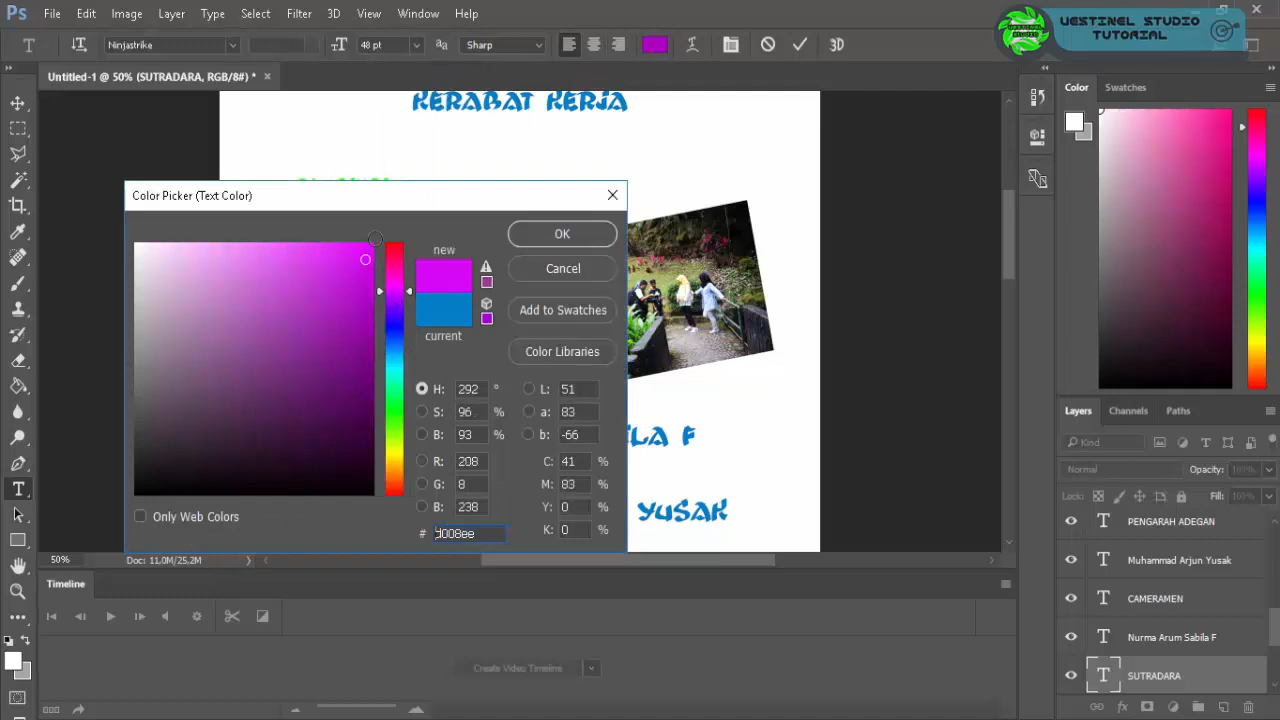 Ps File Edit Image Layer Type Select Filter 3D View Window Help
VESTINEL STUDIO
TUTORIAL
T Ninjastrike 48 pt aa Sharp 3D
Untitled-1 @ 50% (SUTRADARA, RGB/8#) * ×
Color Swatches
KERABAT KERJA
Color Picker (Text Color)
new
current
OK
Cancel
Add to Swatches
Color Libraries
H: 292 ° L: 51
S: 96 % a: 83
B: 93 % b: -66
R: 208 C: 41 %
G: 8 M: 83 %
B: 238 Y: 0 %
# d008ee K: 0 %
Only Web Colors
LA F
YUSAK
50% Doc: 11.0M/25.2M
Timeline
Create Video Timeline
Layers Channels Paths
Kind
Normal Opacity: 100%
Lock: Fill: 100%
T PENGARAH ADEGAN
T Muhammad Arjun Yusak
T CAMERAMEN
T Nurma Arum Sabila F
T SUTRADARA
fx